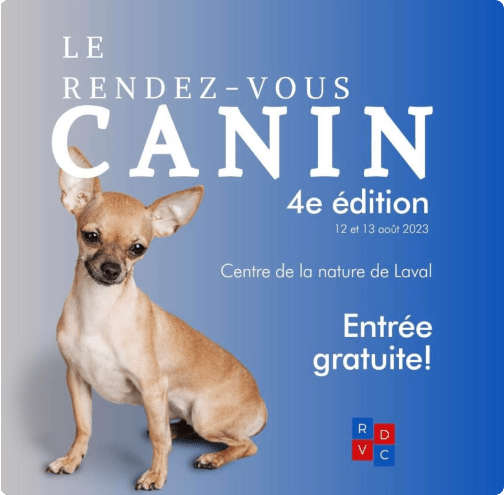 LE
RENDEZ-VOUS
CANIN
4e édition
12 et 13 août 2023
Centre de la nature de Laval
Entrée
gratuite!
R D
V C